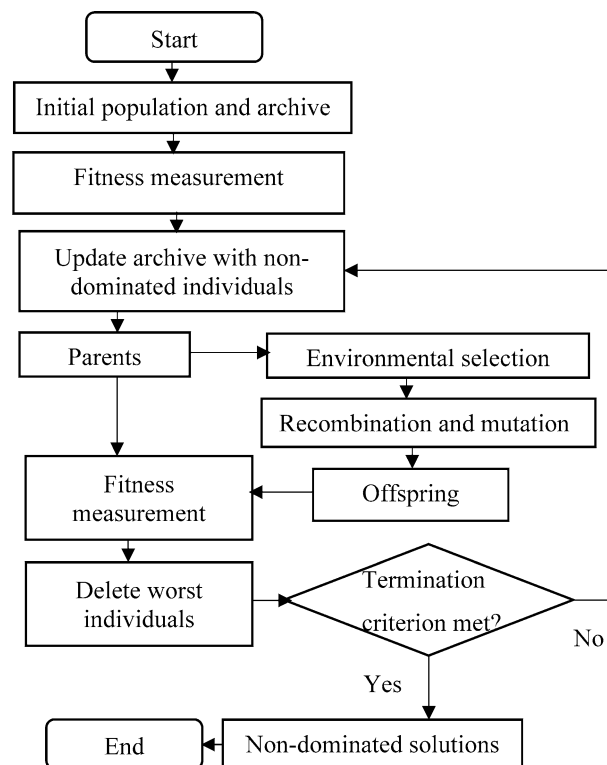 Start
Initial population and archive
Fitness measurement
Update archive with non-
dominated individuals
Parents
Environmental selection
Recombination and mutation
Offspring
Fitness
measurement
Delete worst
individuals
Termination
criterion met?
No
Yes
Non-dominated solutions
End